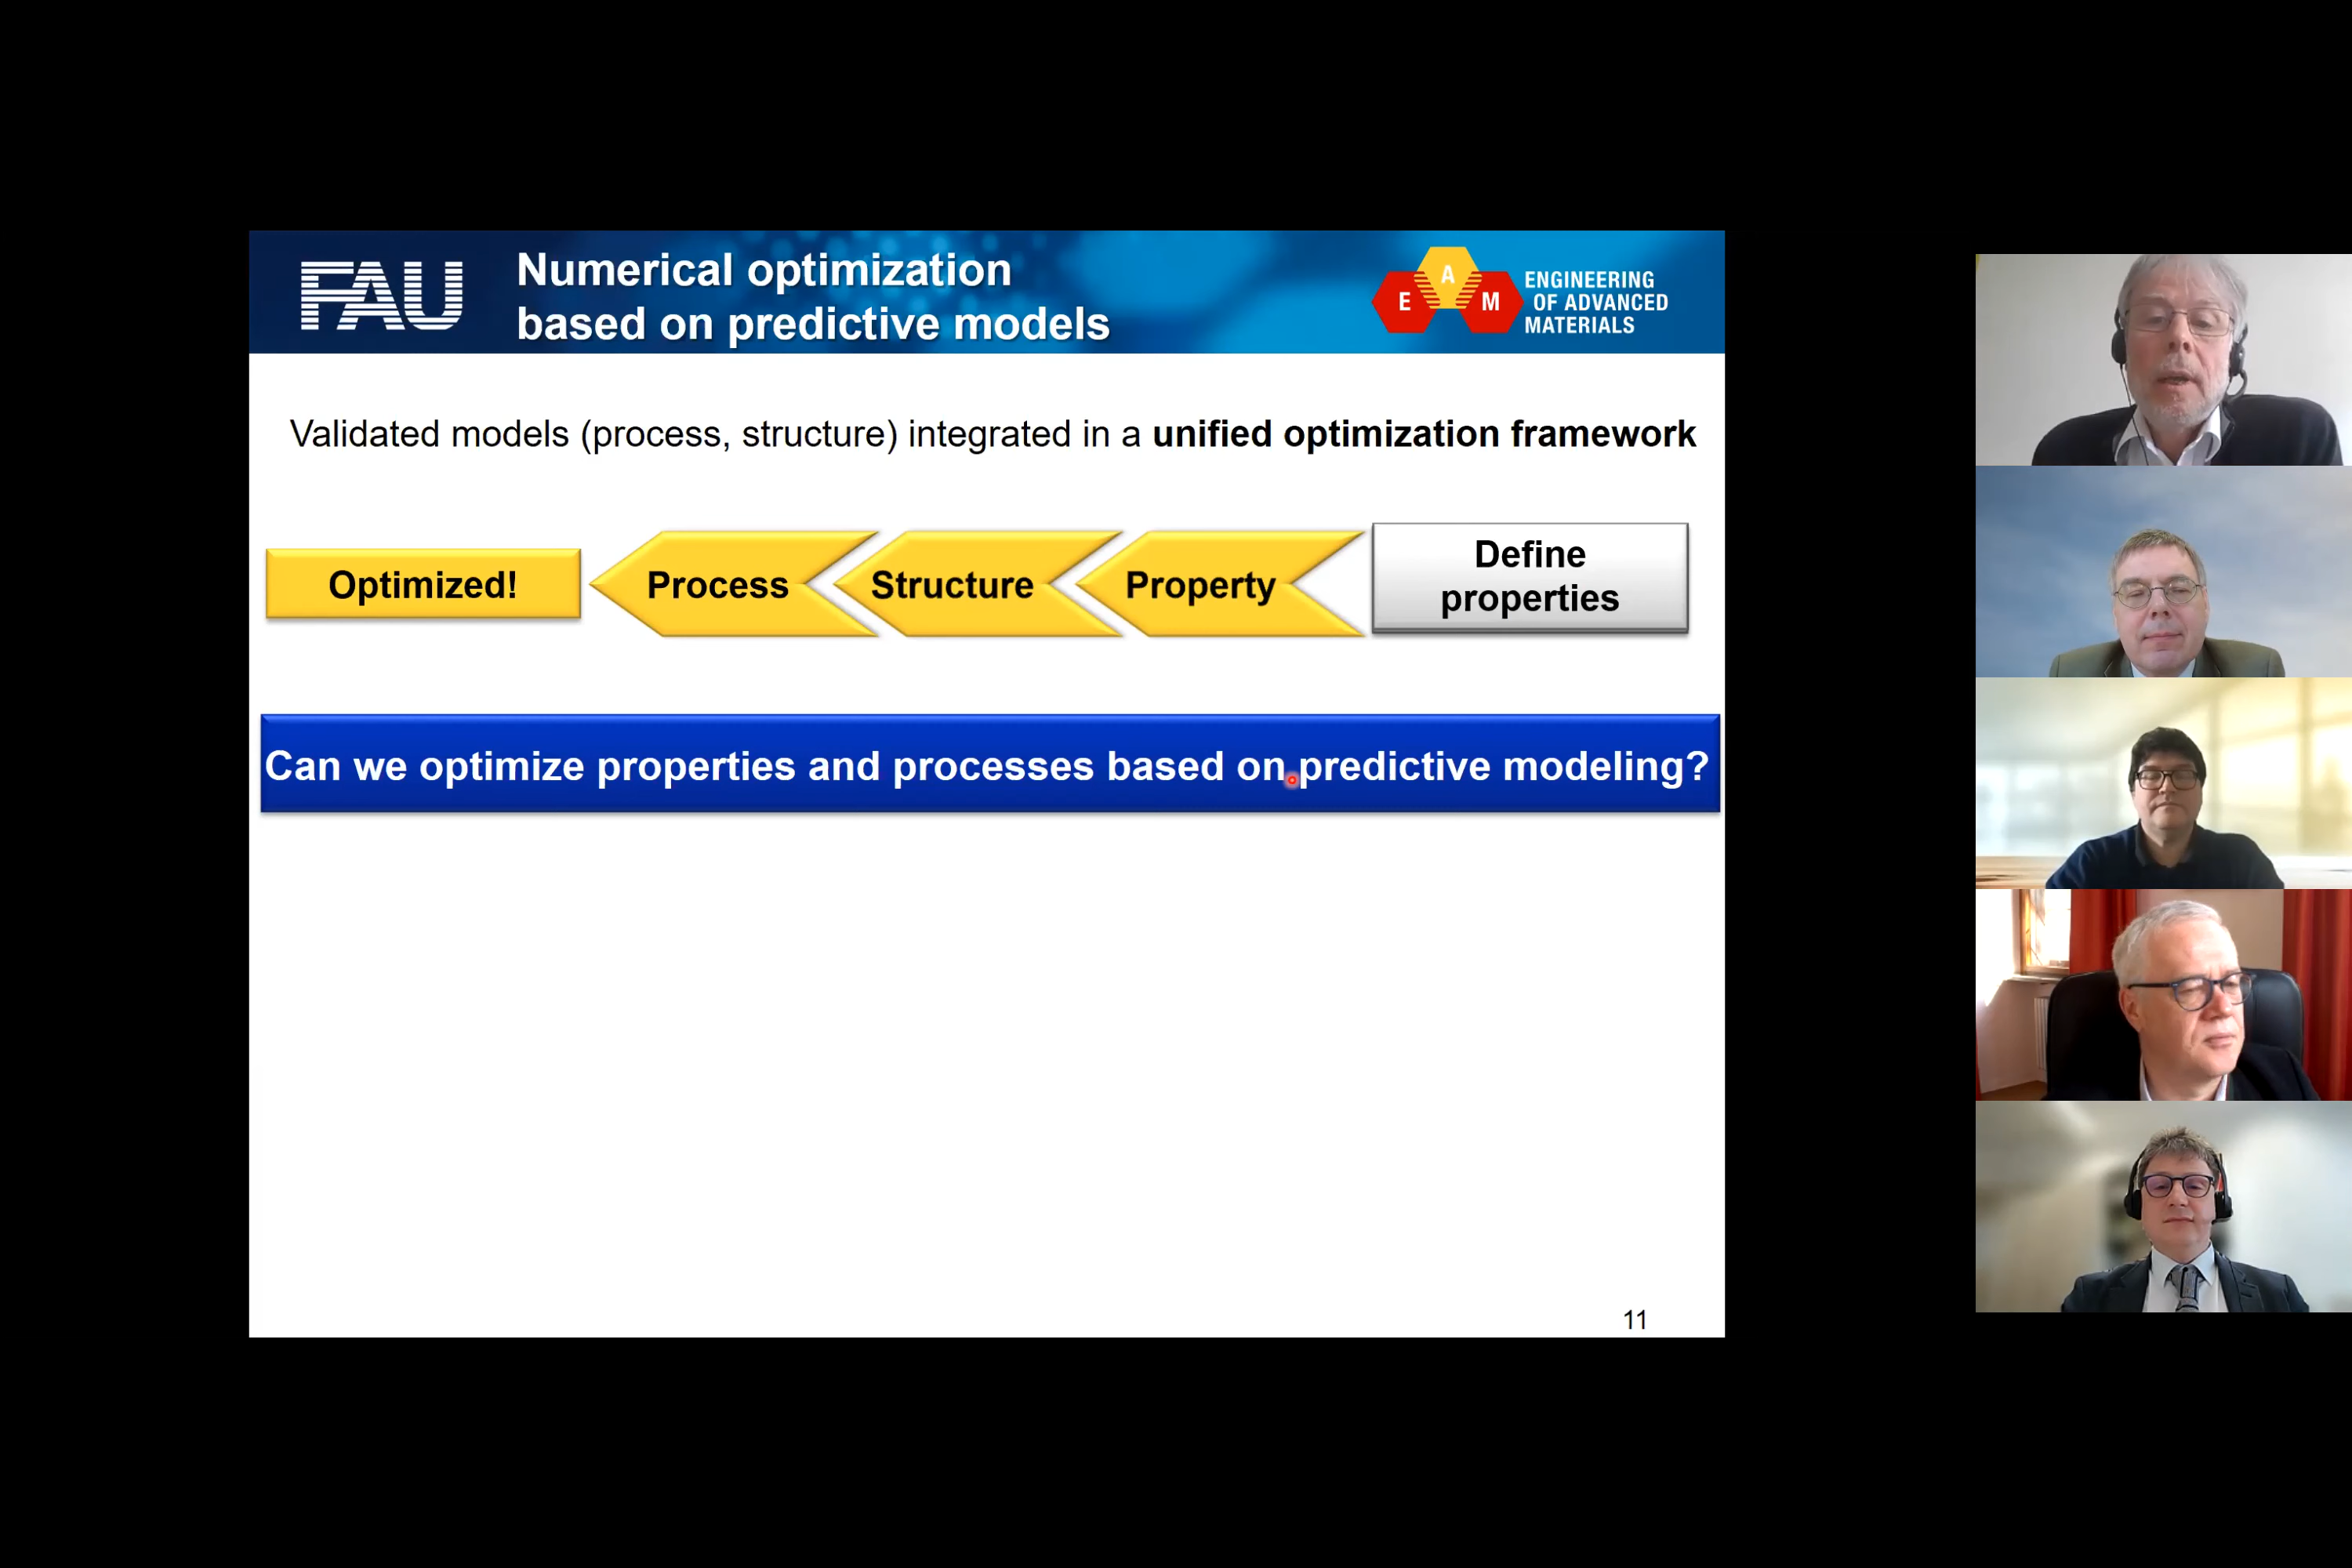 FAU
Numerical optimization
based on predictive models
E A M
ENGINEERING
OF ADVANCED
MATERIALS
Validated models (process, structure) integrated in a unified optimization framework
Optimized!
Process
Structure
Property
Define
properties
Can we optimize properties and processes based on predictive modeling?
11